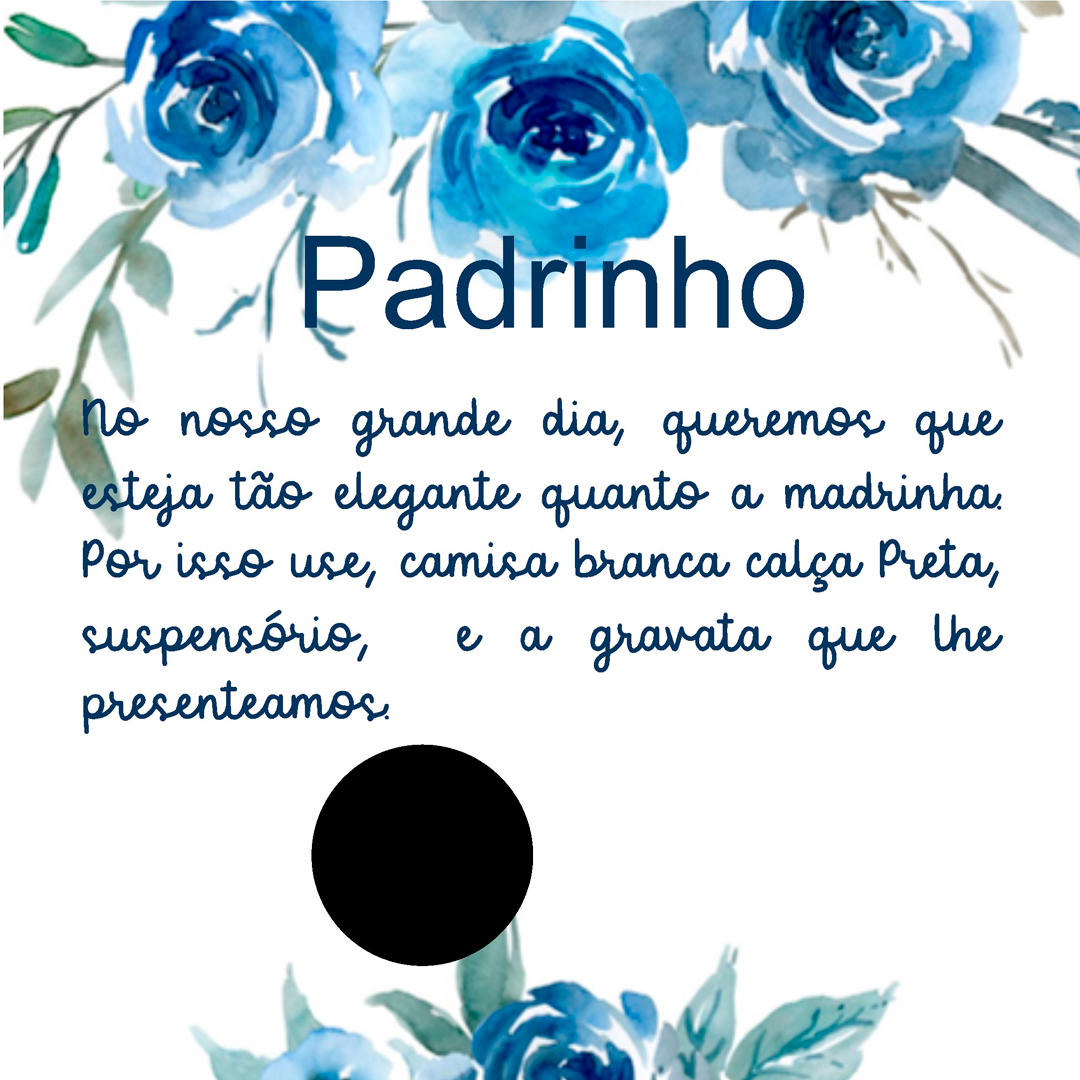 Padrinho
No nosso grande dia, queremos que
esteja tão elegante quanto a madrinha.
Por isso use, camisa branca calça Preta,
suspensório, e a gravata que lhe
presenteamos.